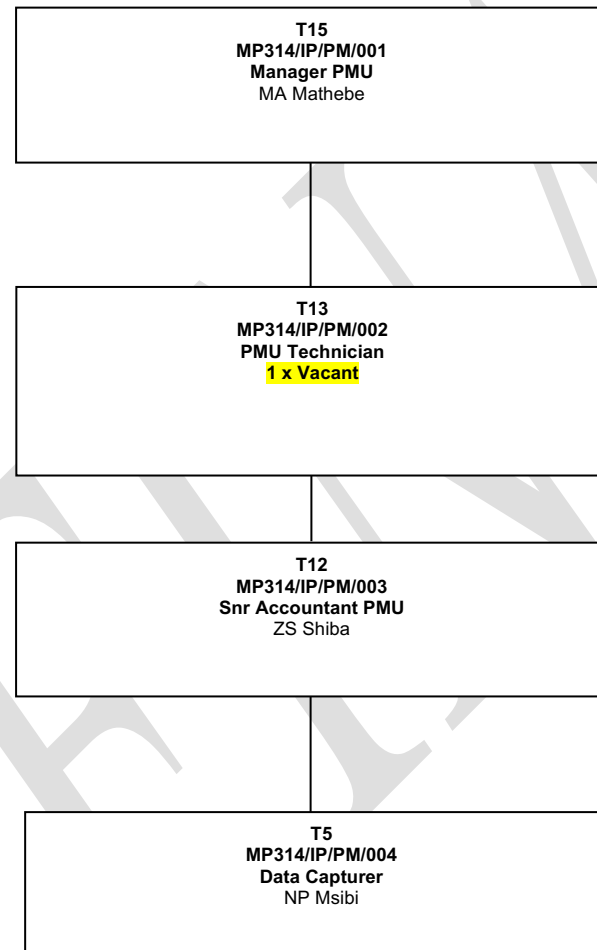 T15
MP314/IP/PM/001
Manager PMU
MA Mathebe
T13
MP314/IP/PM/002
PMU Technician
1 x Vacant
T12
MP314/IP/PM/003
Snr Accountant PMU
ZS Shiba
T5
MP314/IP/PM/004
Data Capturer
NP Msibi